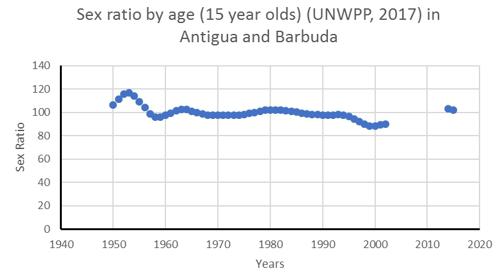 Sex ratio by age (15 year olds) (UNWPP, 2017) in
Antigua and Barbuda
140
120
100
80
60
40
20
0
Sex Ratio
1940 1950 1960 1970 1980 1990 2000 2010 2020
Years